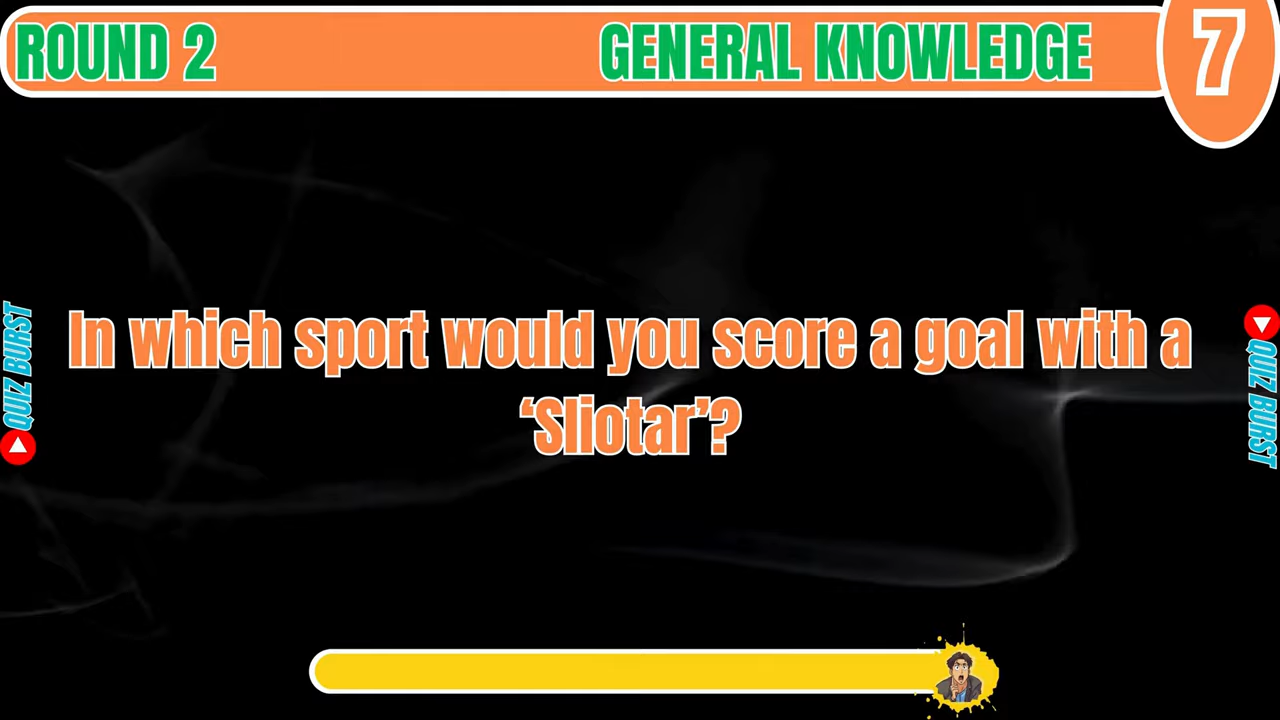 ROUND 2
GENERAL KNOWLEDGE
7
In which sport would you score a goal with a
‘Sliotar’?
QUIZ BURST
QUIZ BURST